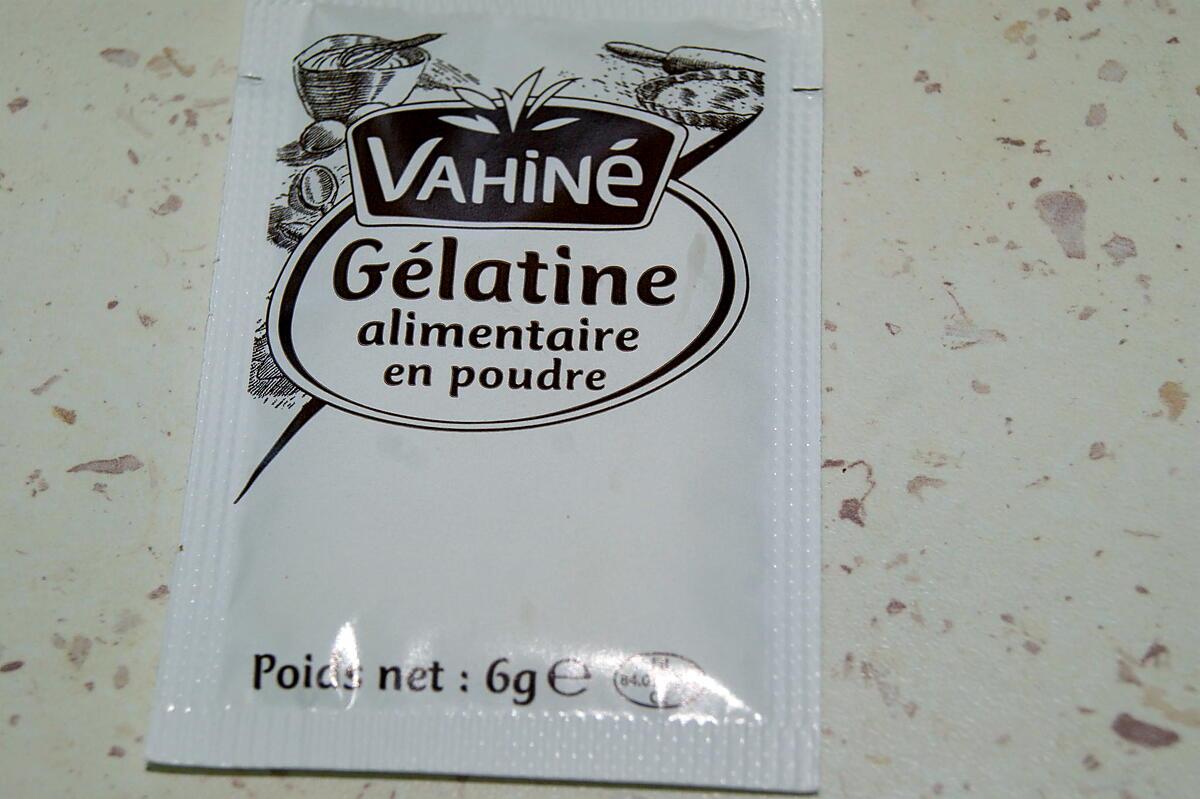 VAHiNé
Gélatine
alimentaire
en poudre
Poids net : 6g ℮